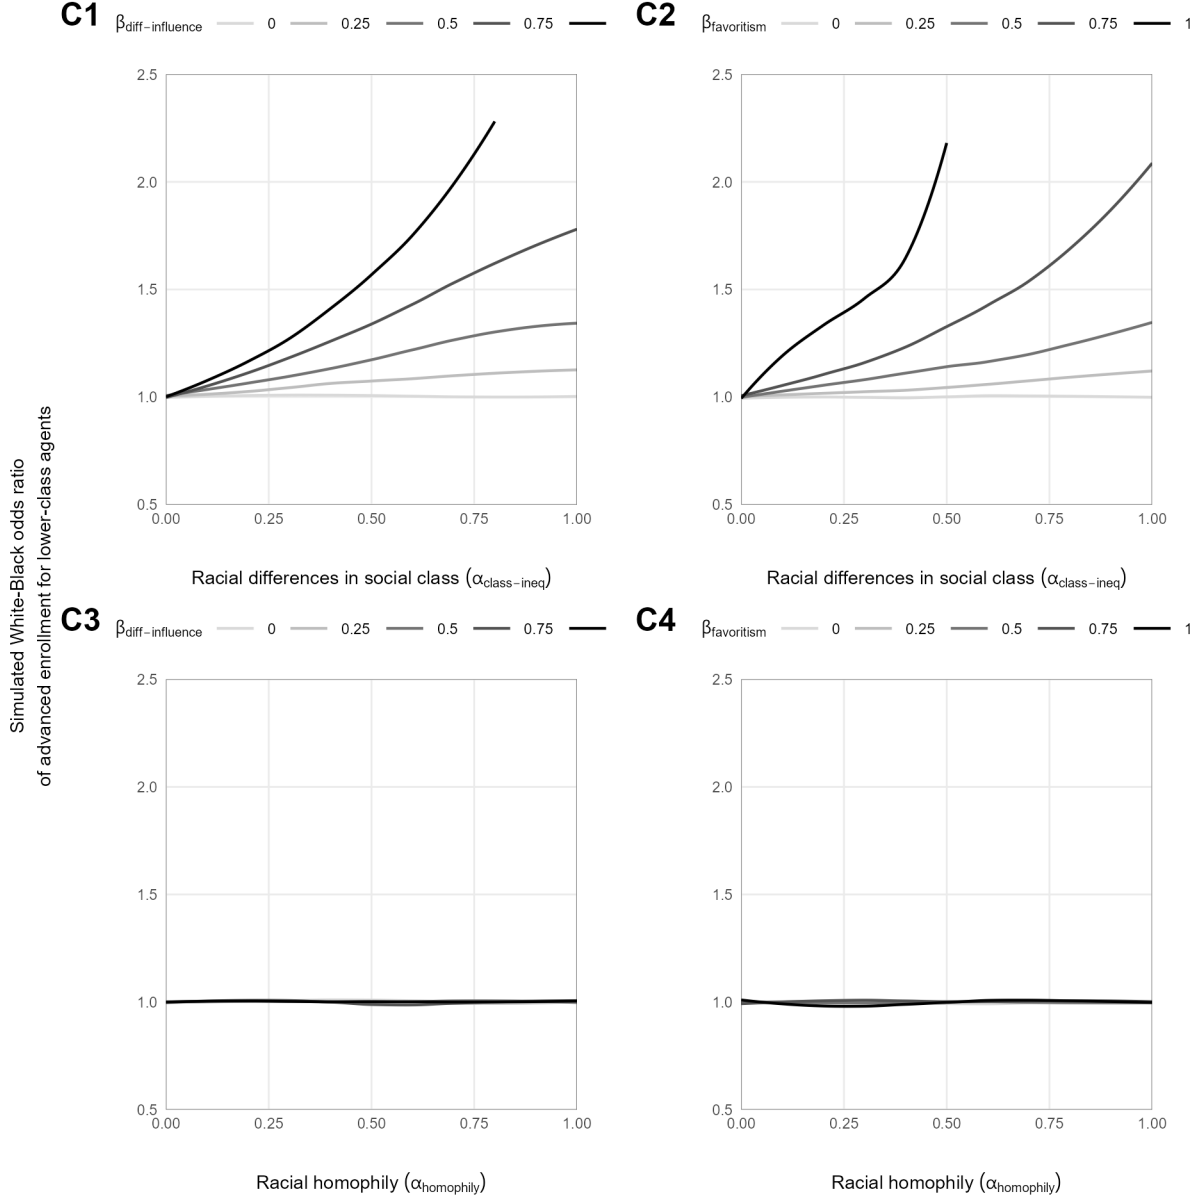 C1 βdiff−influence 0 0.25 0.5 0.75
C2 βfavoritism 0 0.25 0.5 0.75 1
2.5
2.0
1.5
1.0
0.5
0.00 0.25 0.50 0.75 1.00
Racial differences in social class (αclass−ineq)
2.5
2.0
1.5
1.0
0.5
0.00 0.25 0.50 0.75 1.00
Racial differences in social class (αclass−ineq)
Simulated White-Black odds ratio
of advanced enrollment for lower-class agents
C3 βdiff−influence 0 0.25 0.5 0.75
C4 βfavoritism 0 0.25 0.5 0.75 1
2.5
2.0
1.5
1.0
0.5
0.00 0.25 0.50 0.75 1.00
Racial homophily (αhomophily)
2.5
2.0
1.5
1.0
0.5
0.00 0.25 0.50 0.75 1.00
Racial homophily (αhomophily)